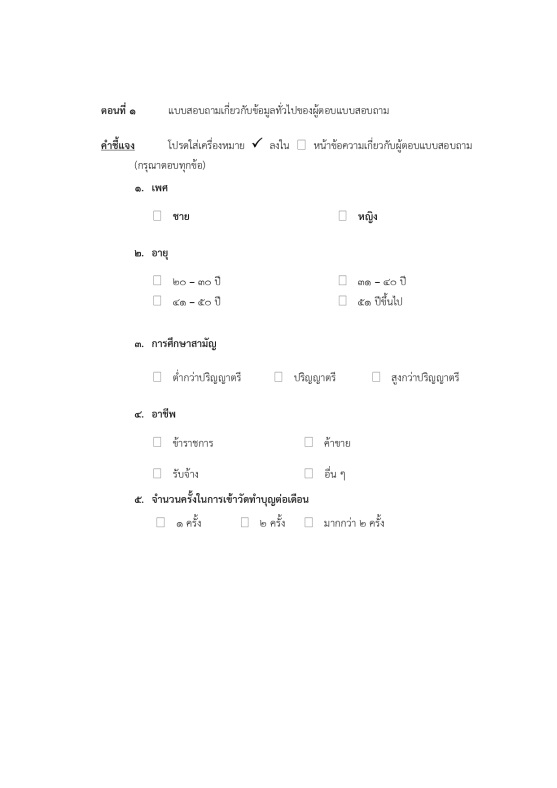 ตอนที่ ๑ แบบสอบถามเกี่ยวกับข้อมูลทั่วไปของผู้ตอบแบบสอบถาม
คำชี้แจง โปรดใส่เครื่องหมาย ✓ ลงใน □ หน้าข้อความเกี่ยวกับผู้ตอบแบบสอบถาม
(กรุณาตอบทุกข้อ)
๑. เพศ
□ ชาย □ หญิง
๒. อายุ
□ ๒๐ – ๓๐ ปี □ ๓๑ – ๔๐ ปี
□ ๔๑ – ๕๐ ปี □ ๕๑ ปีขึ้นไป
๓. การศึกษาสามัญ
□ ต่ำกว่าปริญญาตรี □ ปริญญาตรี □ สูงกว่าปริญญาตรี
๔. อาชีพ
□ ข้าราชการ □ ค้าขาย
□ รับจ้าง □ อื่น ๆ
๕. จำนวนครั้งในการเข้าวัดทำบุญต่อเดือน
□ ๑ ครั้ง □ ๒ ครั้ง □ มากกว่า ๒ ครั้ง